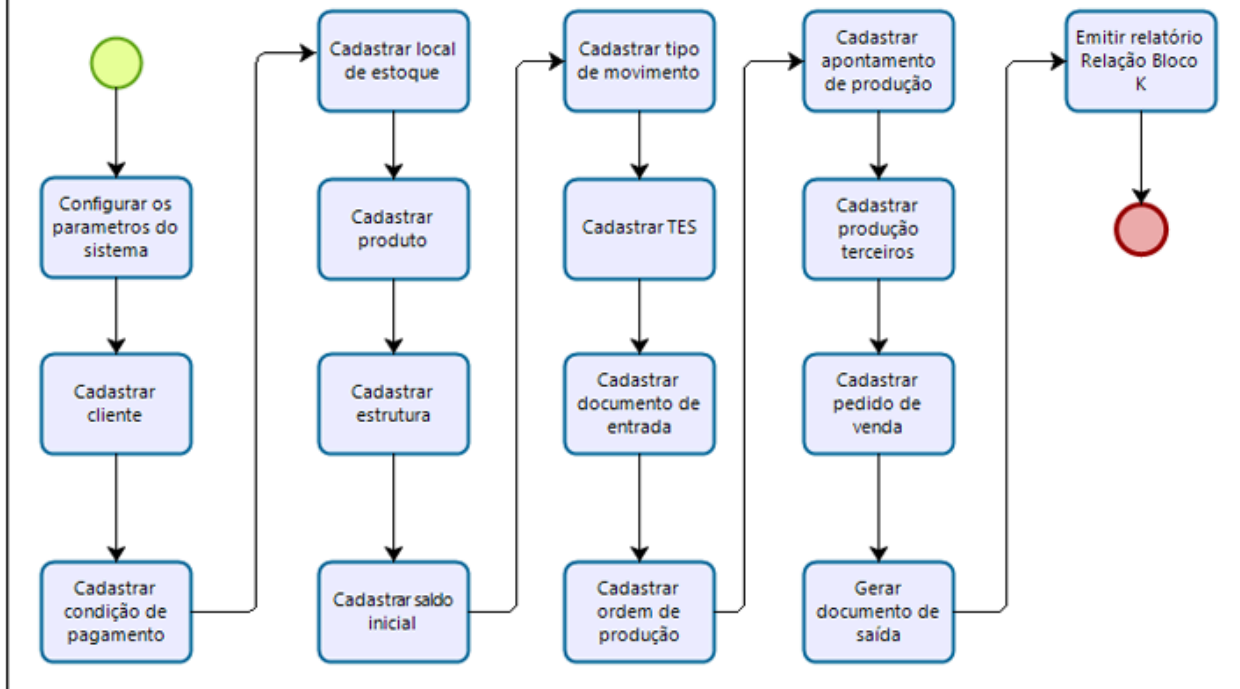 Configurar os
parametros do
sistema
Cadastrar
cliente
Cadastrar
condição de
pagamento
Cadastrar local
de estoque
Cadastrar
produto
Cadastrar
estrutura
Cadastrar saldo
inicial
Cadastrar tipo
de movimento
Cadastrar TES
Cadastrar
documento de
entrada
Cadastrar
ordem de
produção
Cadastrar
apontamento
de produção
Cadastrar
produção
terceiros
Cadastrar
pedido de
venda
Gerar
documento de
saída
Emitir relatório
Relação Bloco
K